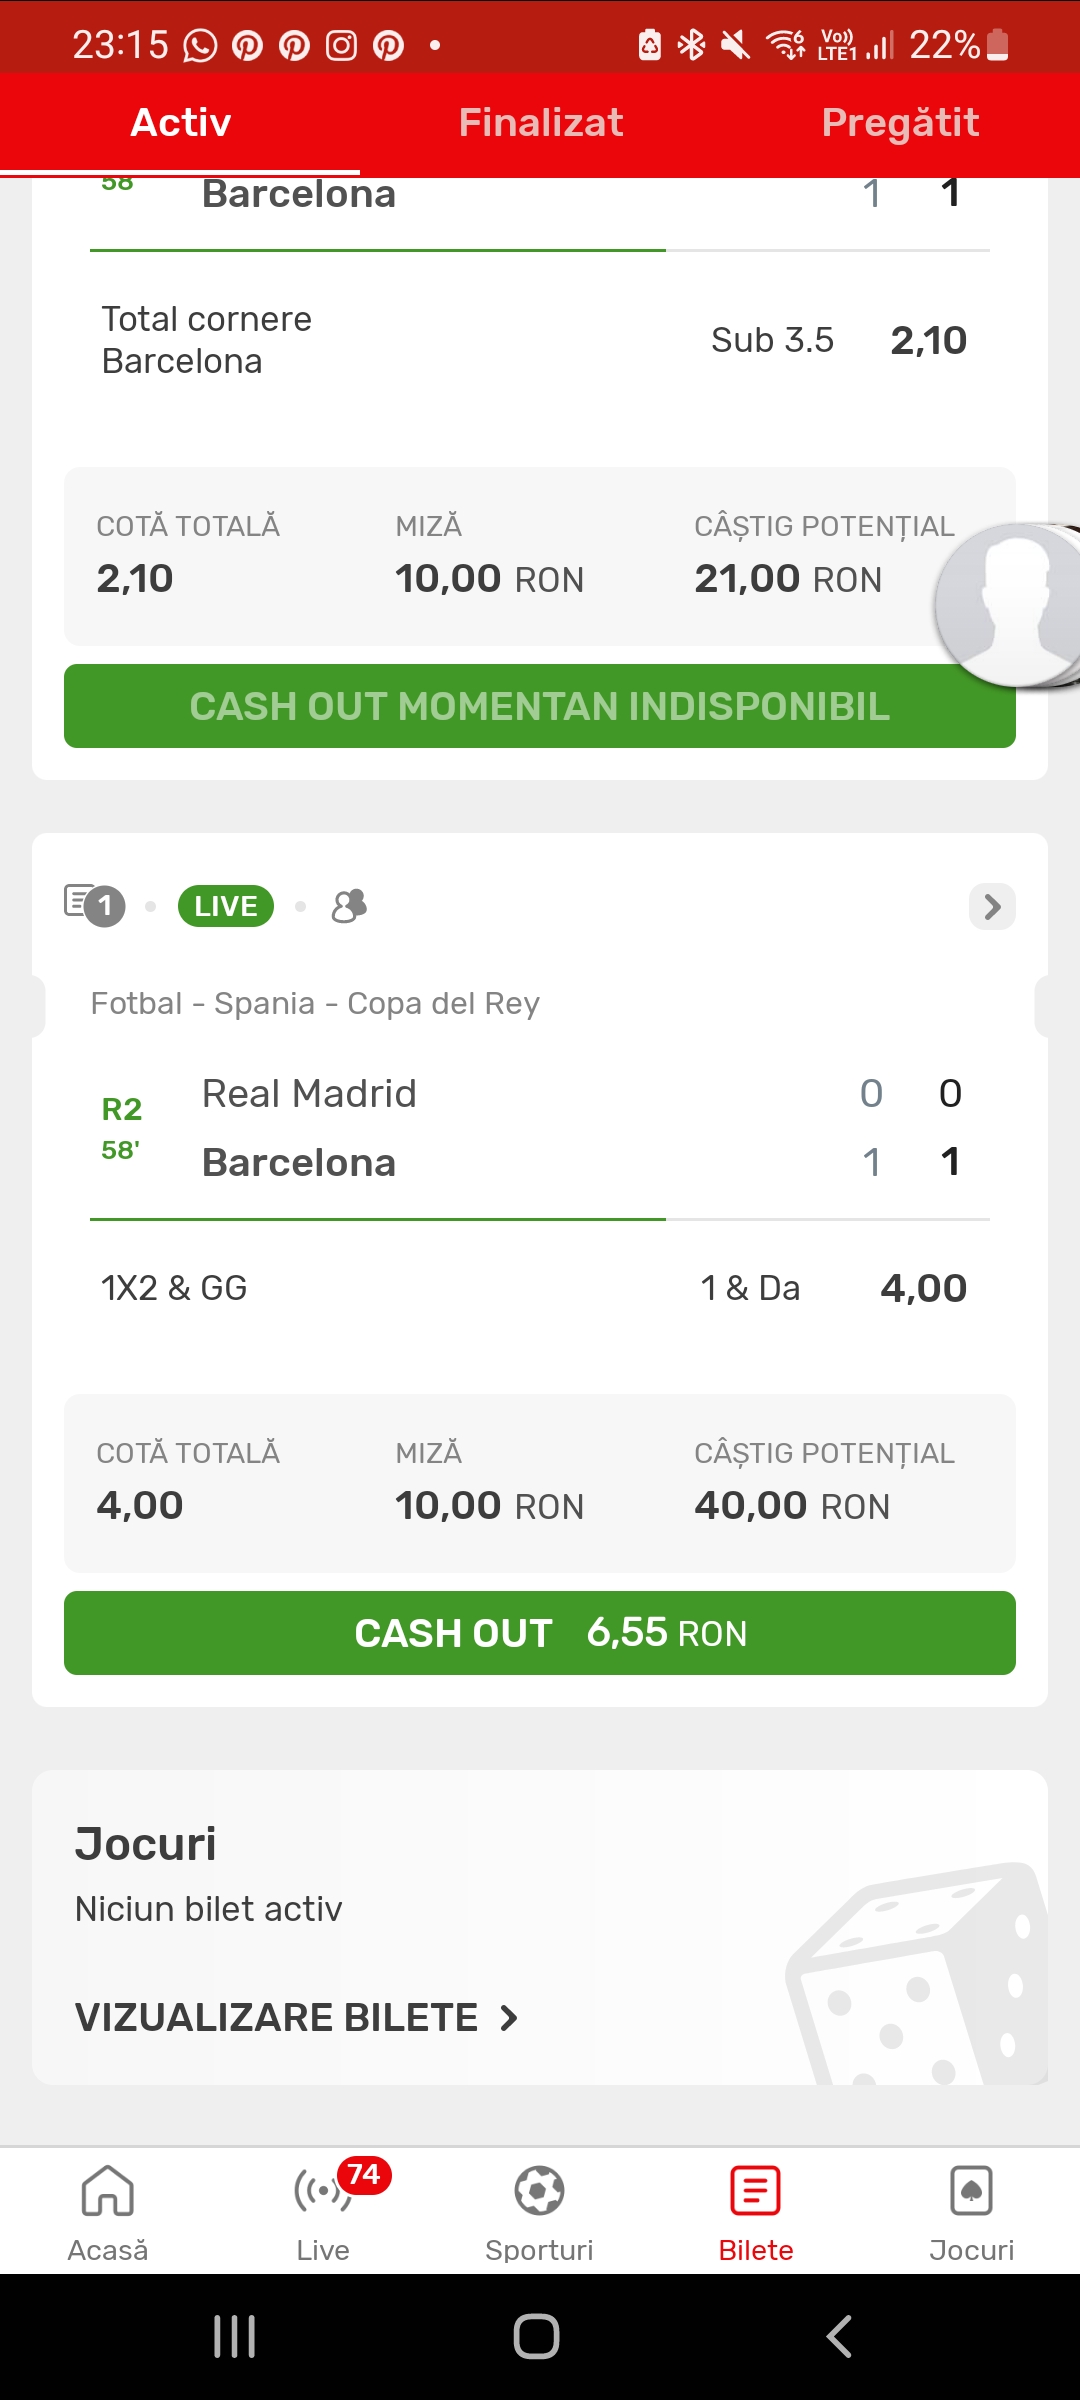 23:15
Vo)) LTE1 22%
Activ Finalizat Pregătit
58
Barcelona 1 1
Total cornere
Barcelona
Sub 3.5 2,10
COTĂ TOTALĂ MIZĂ CÂȘTIG POTENȚIAL
2,10 10,00 RON 21,00 RON
CASH OUT MOMENTAN INDISPONIBIL
1 LIVE
Fotbal - Spania - Copa del Rey
Real Madrid 0 0
R2
58'
Barcelona 1 1
1X2 & GG 1 & Da 4,00
COTĂ TOTALĂ MIZĂ CÂȘTIG POTENȚIAL
4,00 10,00 RON 40,00 RON
CASH OUT 6,55 RON
Jocuri
Niciun bilet activ
VIZUALIZARE BILETE
74
Acasă Live Sporturi Bilete Jocuri